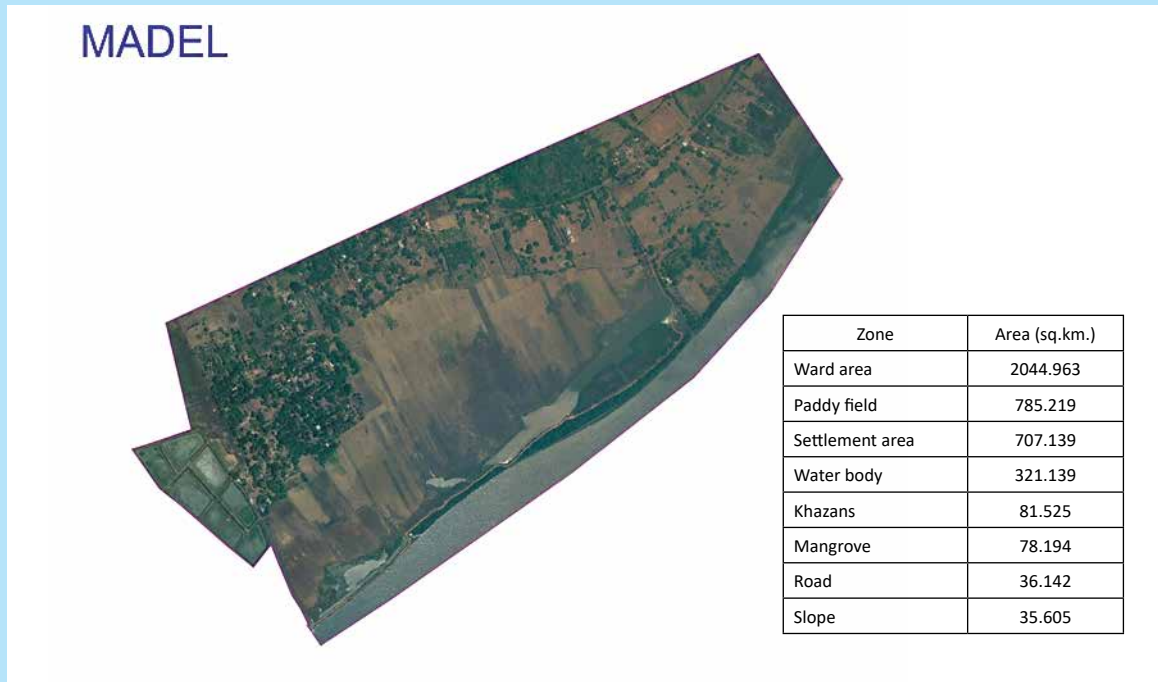 MADEL
Zone Area (sq.km.)
Ward area 2044.963
Paddy field 785.219
Settlement area 707.139
Water body 321.139
Khazans 81.525
Mangrove 78.194
Road 36.142
Slope 35.605